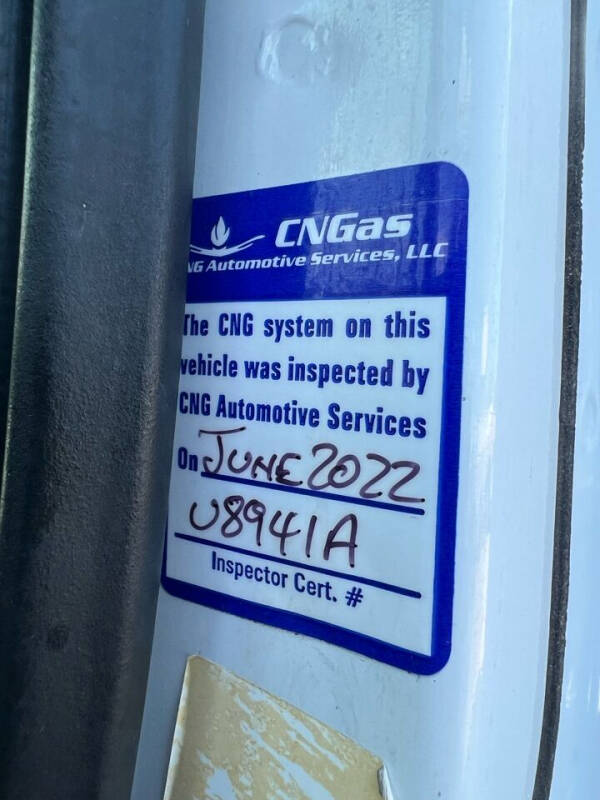 CNGas
NG Automotive Services, LLC
The CNG system on this
vehicle was inspected by
CNG Automotive Services
On JUNE 2022
U8941A
Inspector Cert. #